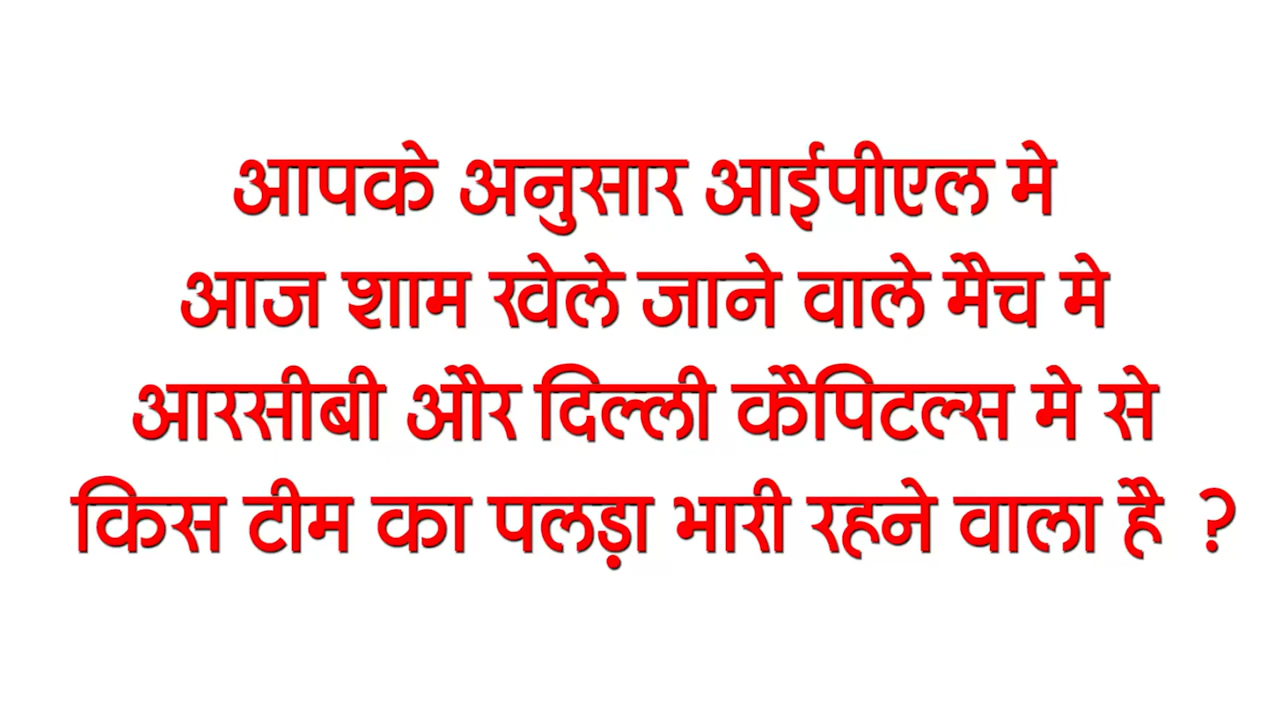 आपके अनुसार आईपीएल मे
आज शाम खेले जाने वाले मैच मे
आरसीबी और दिल्ली कैपिटल्स मे से
किस टीम का पलड़ा भारी रहने वाला है ?